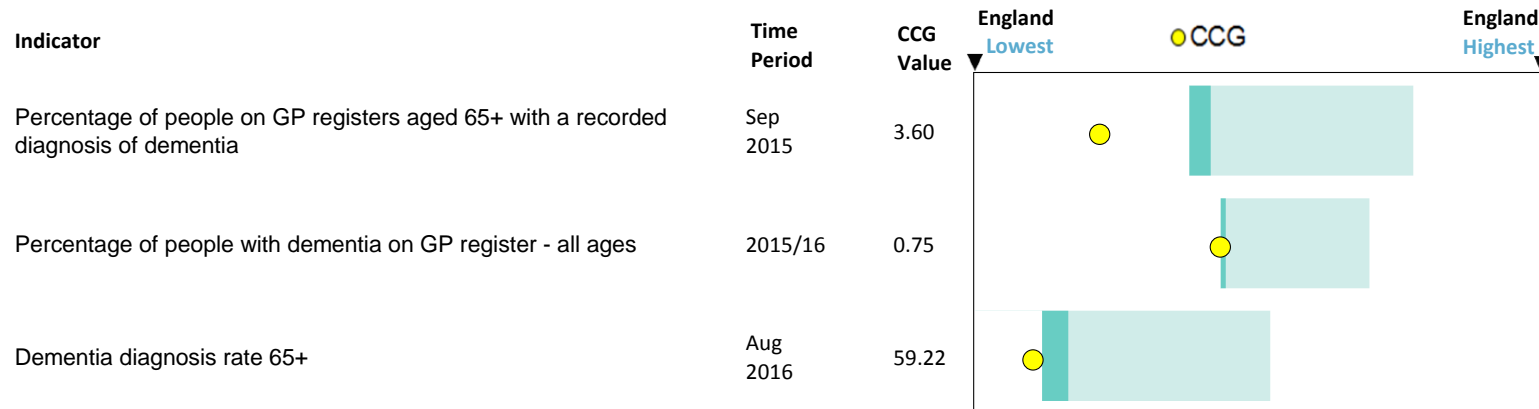 Indicator
Time
Period
CCG
Value
England
Lowest
CCG
England
Highest
Percentage of people on GP registers aged 65+ with a recorded
diagnosis of dementia
Sep
2015
3.60
Percentage of people with dementia on GP register - all ages
2015/16
0.75
Dementia diagnosis rate 65+
Aug
2016
59.22